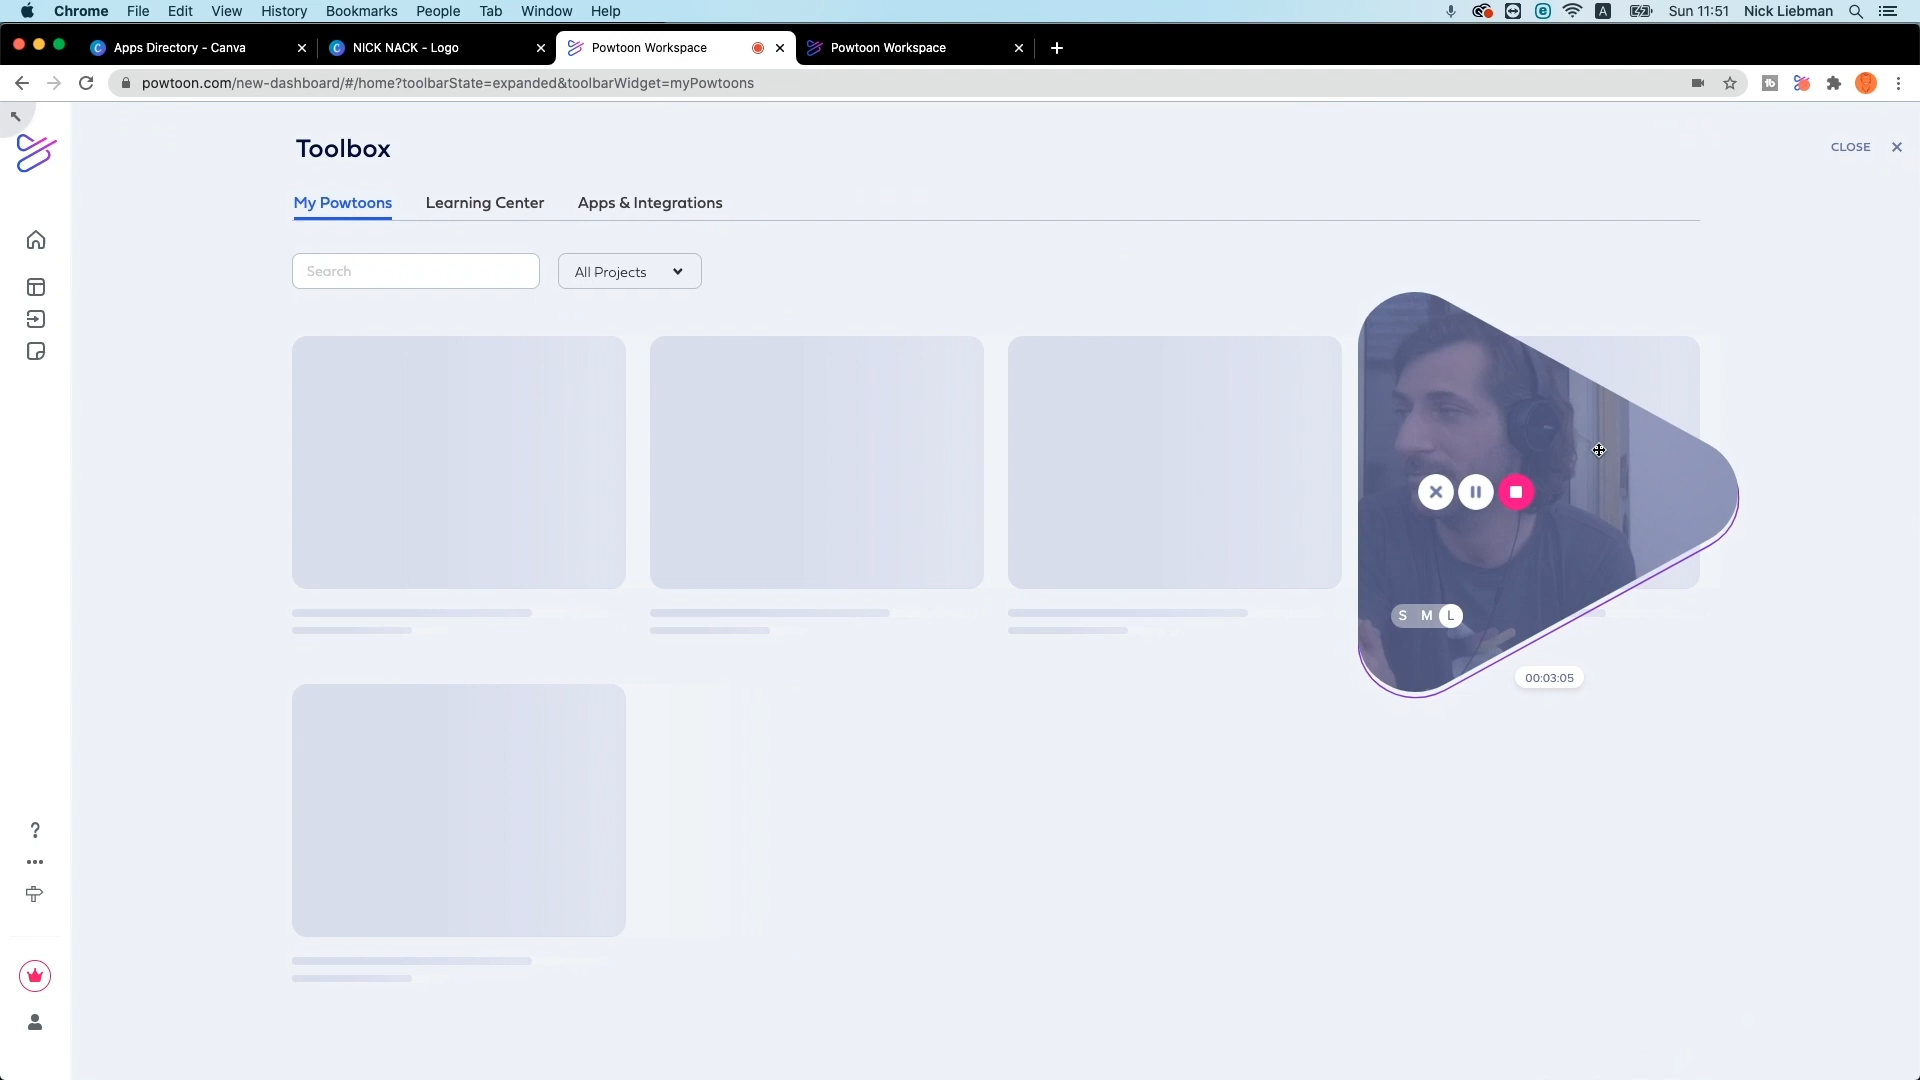 Chrome File Edit View History Bookmarks People Tab Window Help A Sun 11:51 Nick Liebman
Apps Directory - Canva NICK NACK - Logo Powtoon Workspace Powtoon Workspace
powtoon.com/new-dashboard/#/home?toolbarState=expanded&toolbarWidget=myPowtoons
Toolbox
CLOSE
My Powtoons Learning Center Apps & Integrations
Search All Projects
S M L
00:03:05